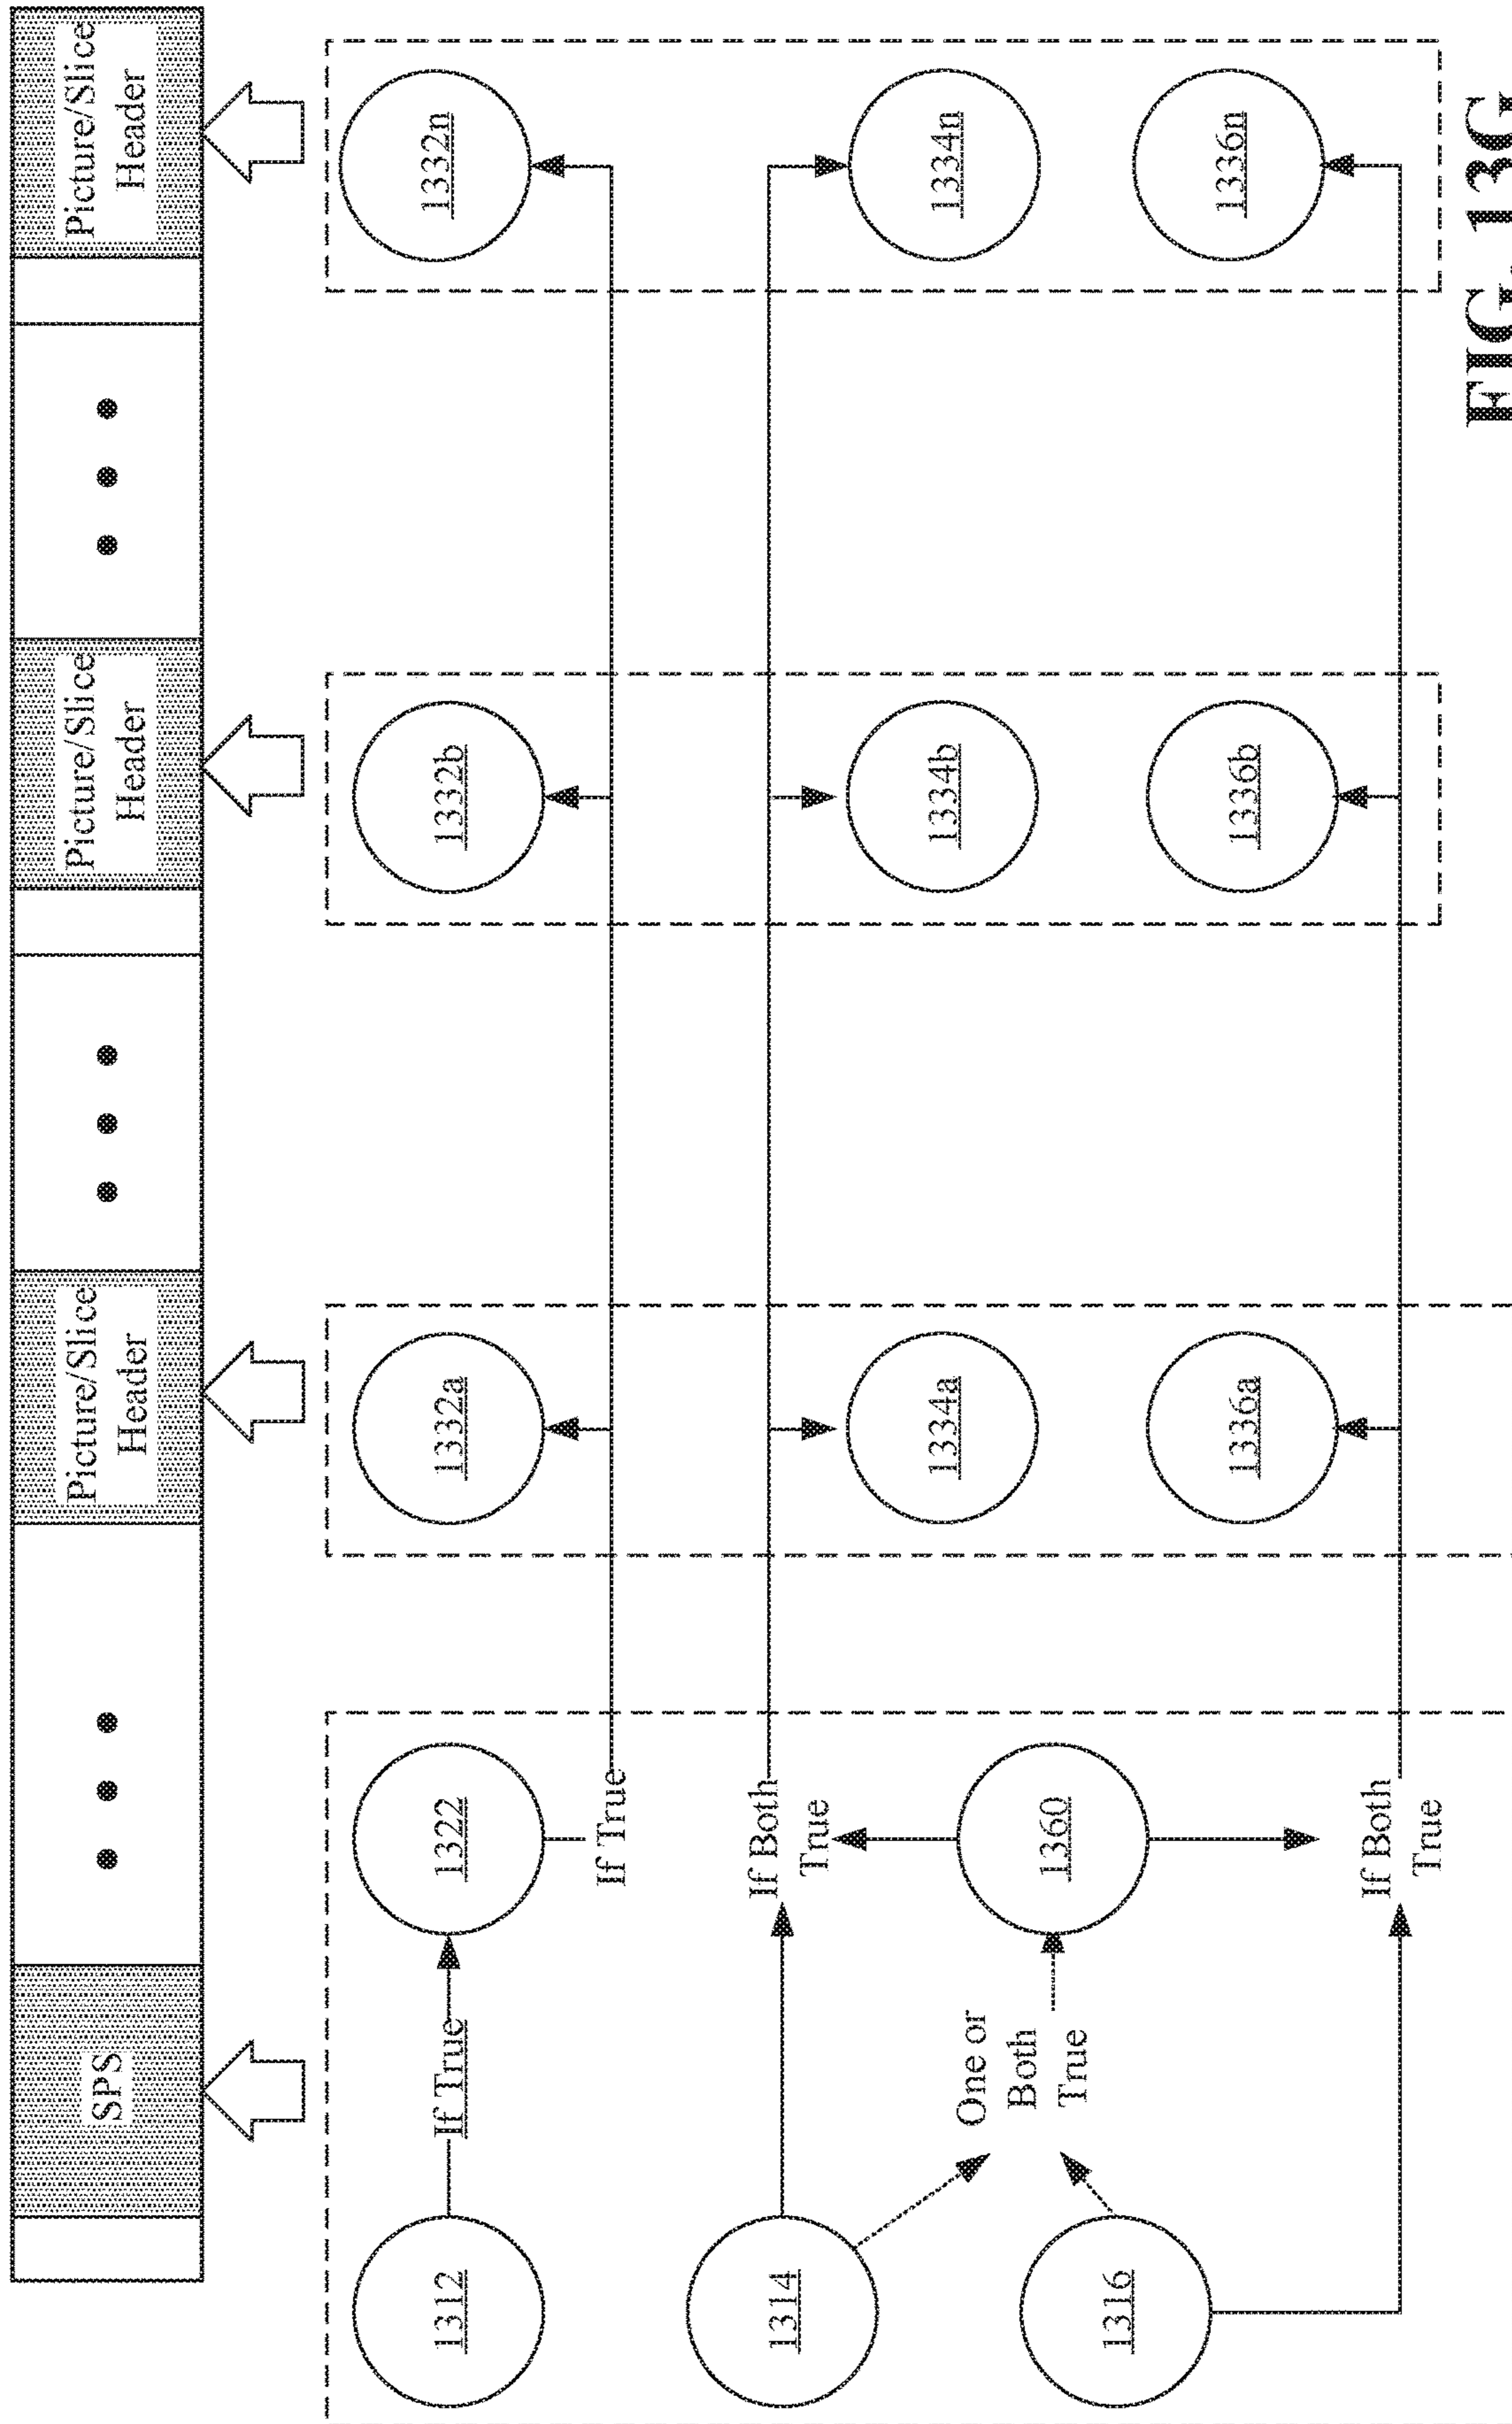 SPS
Picture/Slice
Header
Picture/Slice
Header
Picture/Slice
Header
1312
If True
1322
If True
1332a
1332b
1332n
1314
If Both
True
1334a
1334b
1334n
One or
Both
True
1360
1316
If Both
True
1336a
1336b
1336n
FIG. 13G